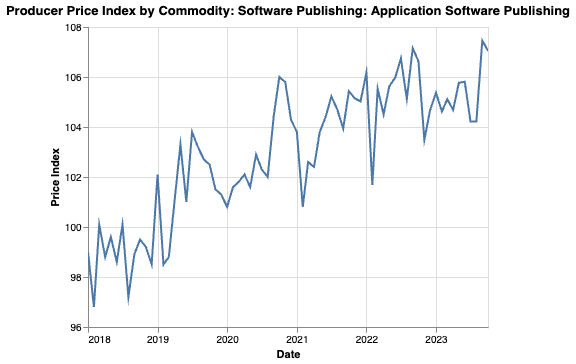 Producer Price Index by Commodity: Software Publishing: Application Software Publishing
108
106
104
102
100
98
96
Price Index
2018 2019 2020 2021 2022 2023
Date